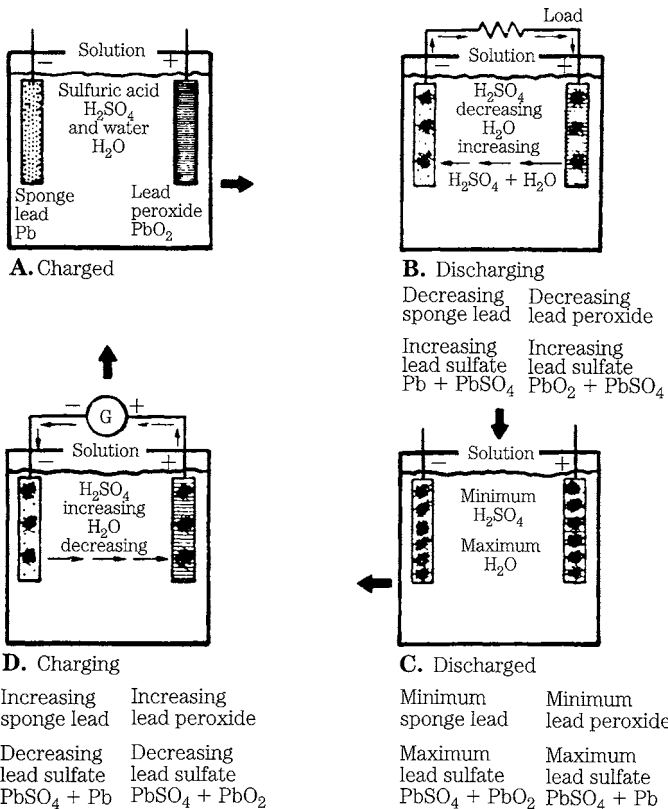 Solution
− +
Sulfuric acid
H₂SO₄
and water
H₂O
Sponge
lead
Pb
Lead
peroxide
PbO₂
A. Charged
Load
Solution
− +
H₂SO₄
decreasing
H₂O
increasing
H₂SO₄ + H₂O
B. Discharging
Decreasing
sponge lead
Decreasing
lead peroxide
Increasing
lead sulfate
Pb + PbSO₄
Increasing
lead sulfate
PbO₂ + PbSO₄
− G +
Solution
− +
H₂SO₄
increasing
H₂O
decreasing
D. Charging
Increasing
sponge lead
Increasing
lead peroxide
Decreasing
lead sulfate
PbSO₄ + Pb
Decreasing
lead sulfate
PbSO₄ + PbO₂
Solution
− +
Minimum
H₂SO₄
Maximum
H₂O
C. Discharged
Minimum
sponge lead
Minimum
lead peroxide
Maximum
lead sulfate
PbSO₄ + PbO₂
Maximum
lead sulfate
PbSO₄ + Pb